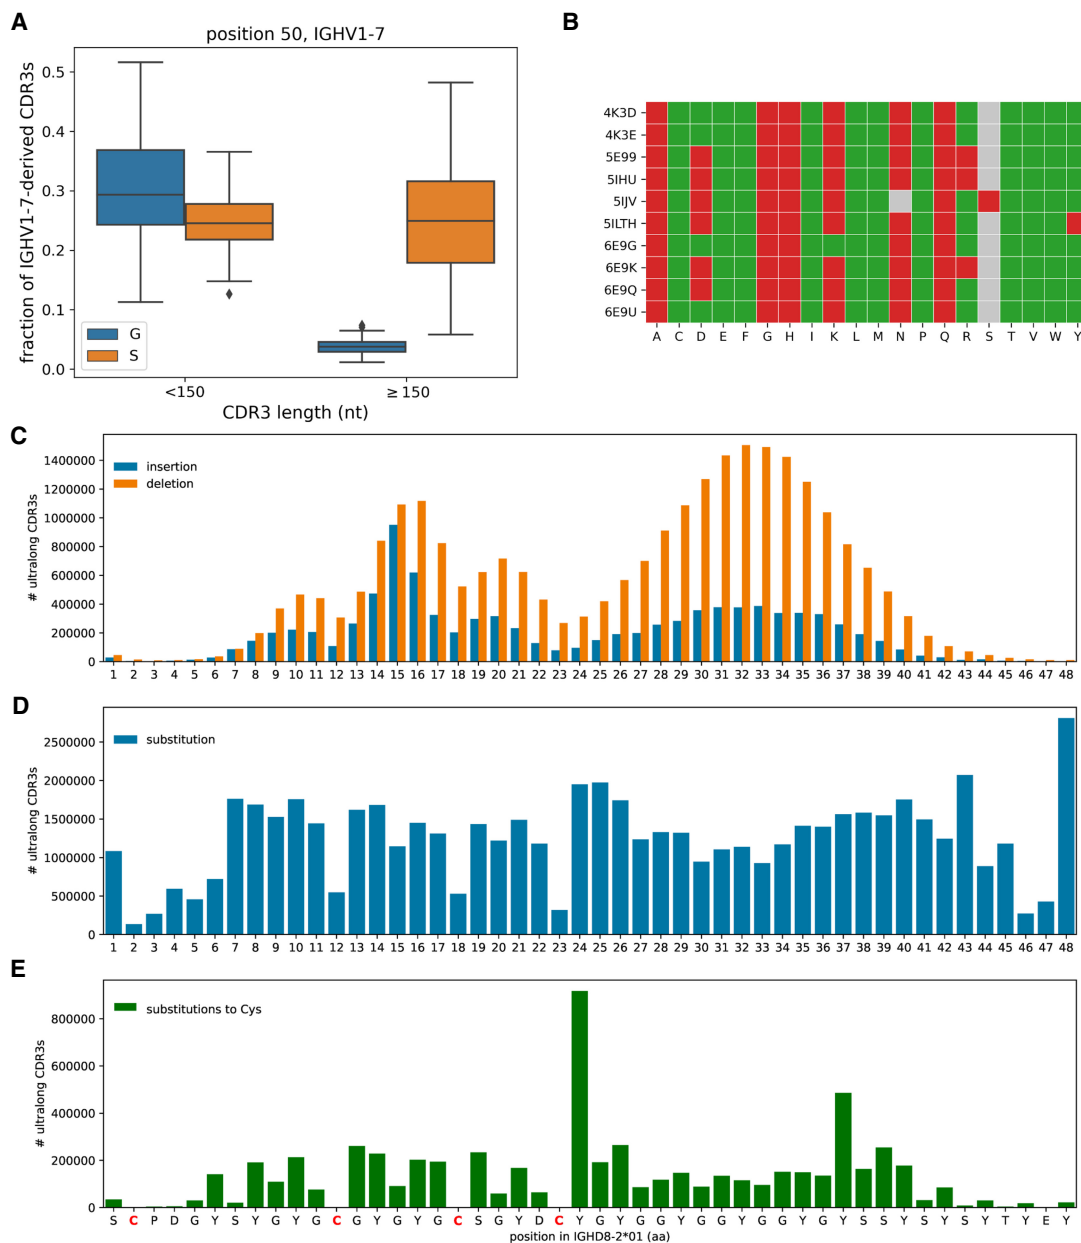 A
position 50, IGHV1-7
fraction of IGHV1-7-derived CDR3s
0.5
0.4
0.3
0.2
0.1
0.0
G
S
<150
≥ 150
CDR3 length (nt)
B
4K3D
4K3E
5E99
5IHU
5IJV
5ILTH
6E9G
6E9K
6E9Q
6E9U
A C D E F G H I K L M N P Q R S T V W Y
C
# ultralong CDR3s
1400000
1200000
1000000
800000
600000
400000
200000
0
insertion
deletion
1 2 3 4 5 6 7 8 9 10 11 12 13 14 15 16 17 18 19 20 21 22 23 24 25 26 27 28 29 30 31 32 33 34 35 36 37 38 39 40 41 42 43 44 45 46 47 48
D
# ultralong CDR3s
2500000
2000000
1500000
1000000
500000
0
substitution
1 2 3 4 5 6 7 8 9 10 11 12 13 14 15 16 17 18 19 20 21 22 23 24 25 26 27 28 29 30 31 32 33 34 35 36 37 38 39 40 41 42 43 44 45 46 47 48
E
# ultralong CDR3s
800000
600000
400000
200000
0
substitutions to Cys
S C P D G Y S Y G Y G C G Y G Y G C S G Y D C Y G Y G G Y G G Y G G Y G Y S S Y S Y S Y T Y E Y
position in IGHD8-2*01 (aa)